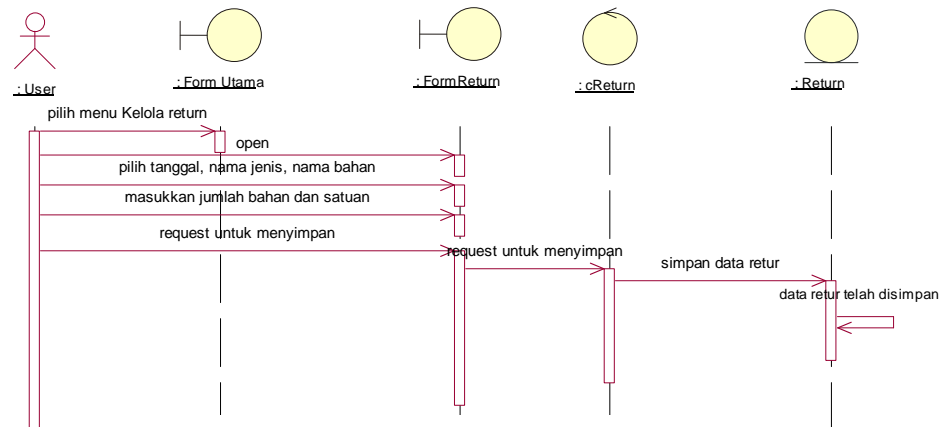 : User
: Form Utama
: FormReturn
: cReturn
: Return
pilih menu Kelola return
open
pilih tanggal, nama jenis, nama bahan
masukkan jumlah bahan dan satuan
request untuk menyimpan
request untuk menyimpan
simpan data retur
data retur telah disimpan